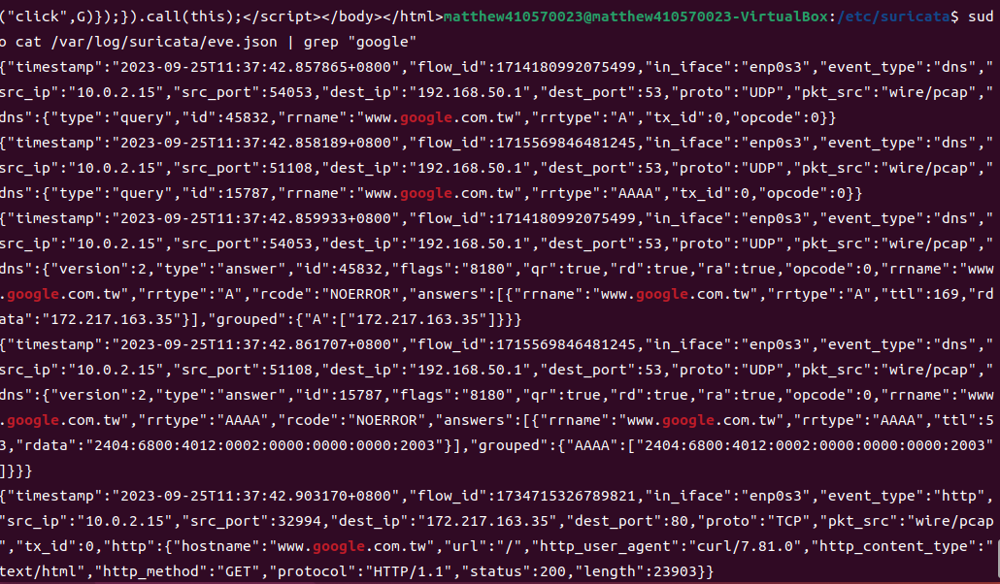 ("click",G)});}).call(this);</script></body></html>matthew410570023@matthew410570023-VirtualBox:/etc/suricata$ sud
o cat /var/log/suricata/eve.json | grep "google"
{"timestamp":"2023-09-25T11:37:42.857865+0800","flow_id":1714180992075499,"in_iface":"enp0s3","event_type":"dns","
src_ip":"10.0.2.15","src_port":54053,"dest_ip":"192.168.50.1","dest_port":53,"proto":"UDP","pkt_src":"wire/pcap","
dns":{"type":"query","id":45832,"rrname":"www.google.com.tw","rrtype":"A","tx_id":0,"opcode":0}}
{"timestamp":"2023-09-25T11:37:42.858189+0800","flow_id":1715569846481245,"in_iface":"enp0s3","event_type":"dns","
src_ip":"10.0.2.15","src_port":51108,"dest_ip":"192.168.50.1","dest_port":53,"proto":"UDP","pkt_src":"wire/pcap","
dns":{"type":"query","id":15787,"rrname":"www.google.com.tw","rrtype":"AAAA","tx_id":0,"opcode":0}}
{"timestamp":"2023-09-25T11:37:42.859933+0800","flow_id":1714180992075499,"in_iface":"enp0s3","event_type":"dns","
src_ip":"10.0.2.15","src_port":54053,"dest_ip":"192.168.50.1","dest_port":53,"proto":"UDP","pkt_src":"wire/pcap","
dns":{"version":2,"type":"answer","id":45832,"flags":"8180","qr":true,"rd":true,"ra":true,"opcode":0,"rrname":"www
.google.com.tw","rrtype":"A","rcode":"NOERROR","answers":[{"rrname":"www.google.com.tw","rrtype":"A","ttl":169,"rd
ata":"172.217.163.35"}],"grouped":{"A":["172.217.163.35"]}}}
{"timestamp":"2023-09-25T11:37:42.861707+0800","flow_id":1715569846481245,"in_iface":"enp0s3","event_type":"dns","
src_ip":"10.0.2.15","src_port":51108,"dest_ip":"192.168.50.1","dest_port":53,"proto":"UDP","pkt_src":"wire/pcap","
dns":{"version":2,"type":"answer","id":15787,"flags":"8180","qr":true,"rd":true,"ra":true,"opcode":0,"rrname":"www
.google.com.tw","rrtype":"AAAA","rcode":"NOERROR","answers":[{"rrname":"www.google.com.tw","rrtype":"AAAA","ttl":5
3,"rdata":"2404:6800:4012:0002:0000:0000:0000:2003"}],"grouped":{"AAAA":["2404:6800:4012:0002:0000:0000:0000:2003"
]}}}
{"timestamp":"2023-09-25T11:37:42.903170+0800","flow_id":1734715326789821,"in_iface":"enp0s3","event_type":"http",
"src_ip":"10.0.2.15","src_port":32994,"dest_ip":"172.217.163.35","dest_port":80,"proto":"TCP","pkt_src":"wire/pcap
","tx_id":0,"http":{"hostname":"www.google.com.tw","url":"/","http_user_agent":"curl/7.81.0","http_content_type":"
text/html","http_method":"GET","protocol":"HTTP/1.1","status":200,"length":23903}}